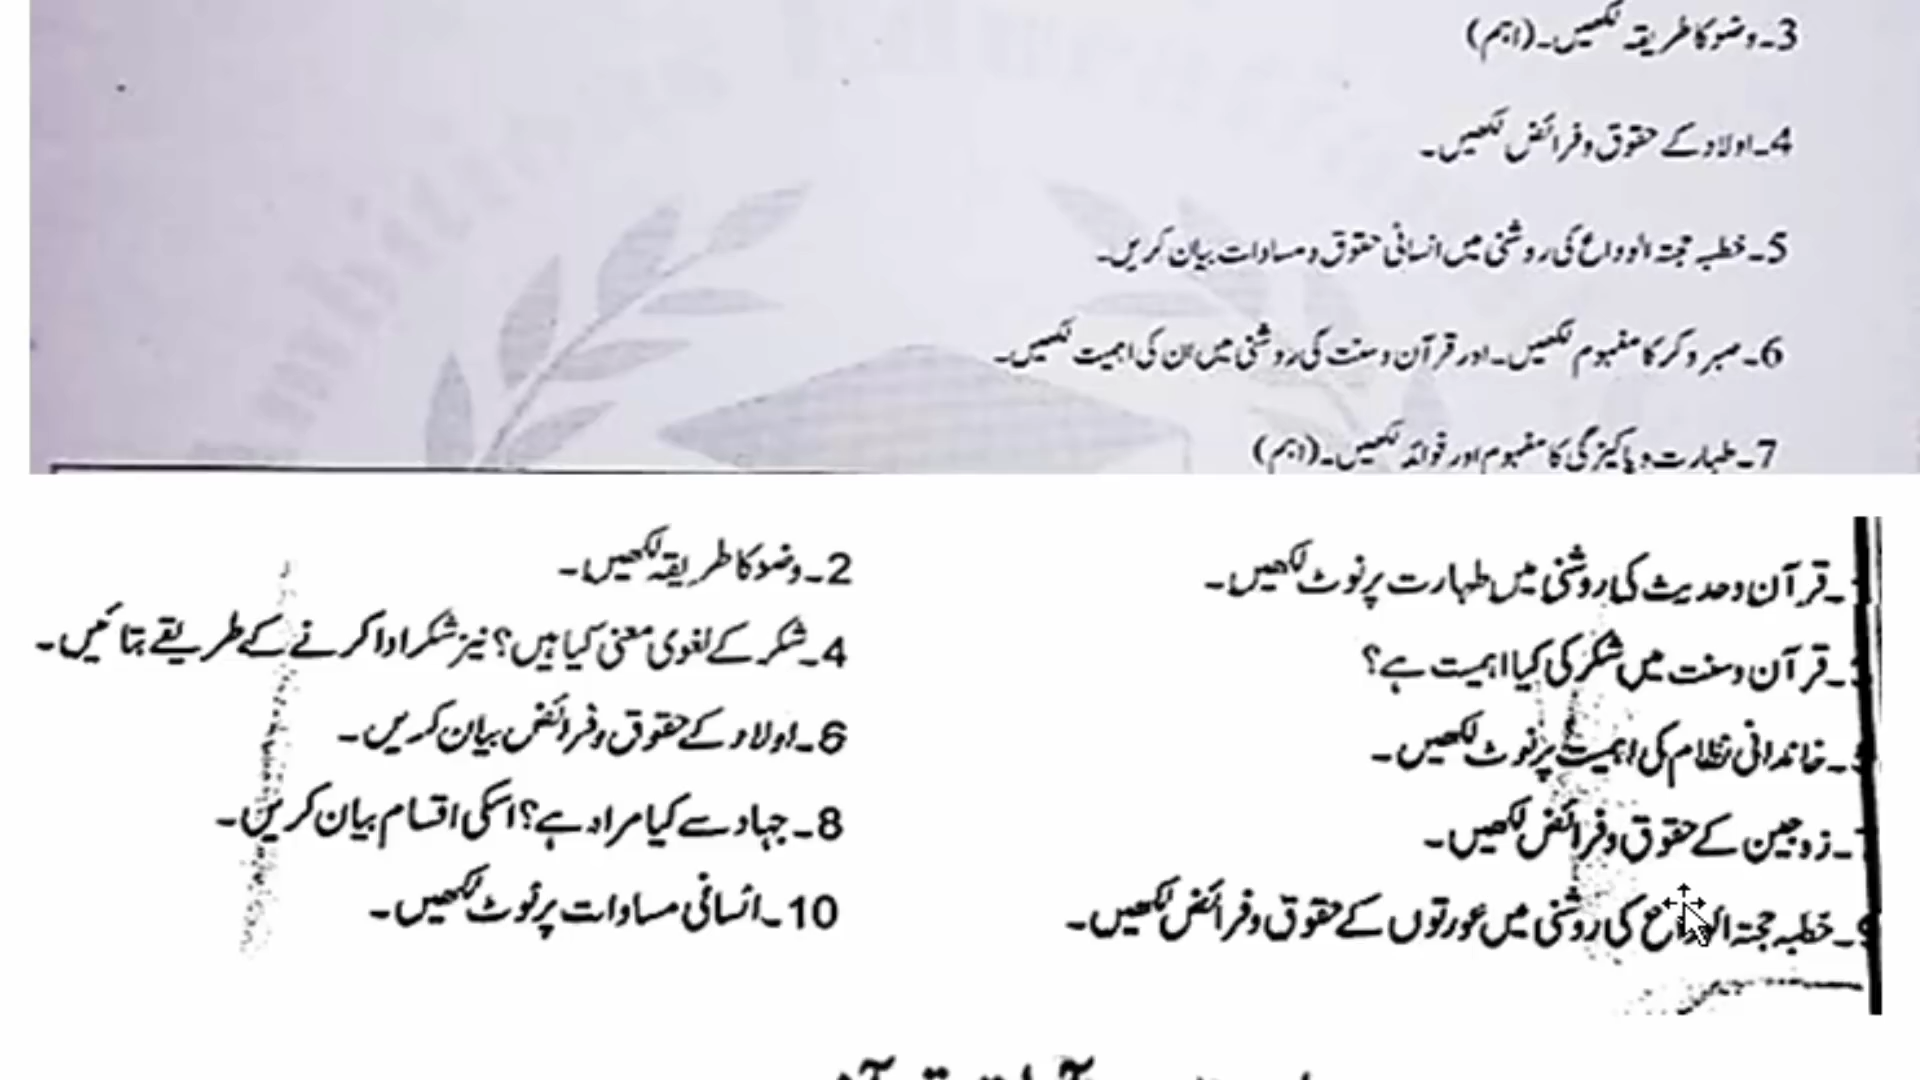 3۔ وضو کا طریقہ لکھیں۔ (اہم)
4۔ اولاد کے حقوق و فرائض لکھیں۔
5۔ خطبہ حجتہ الوداع کی روشنی میں انسانی حقوق و مساوات بیان کریں۔
6۔ صبر و کر کا مفہوم لکھیں۔ اور قرآن و سنت کی روشنی میں ان کی اہمیت لکھیں۔
7۔ طہارت و پاکیزگی کا مفہوم اور فوائد لکھیں۔ (اہم)
۔ قرآن و حدیث کی روشنی میں طہارت پر نوٹ لکھیں۔
2۔ وضو کا طریقہ لکھیں۔
۔ قرآن و سنت میں شکر کی کیا اہمیت ہے؟
4۔ شکر کے لغوی معنی کیا ہیں؟ نیز شکر ادا کرنے کے طریقے بتائیں۔
۔ خاندانی نظام کی اہمیت پر نوٹ لکھیں۔
6۔ اولاد کے حقوق و فرائض بیان کریں۔
۔ زوجین کے حقوق و فرائض لکھیں۔
8۔ جہاد سے کیا مراد ہے؟ اسکی اقسام بیان کریں۔
9۔ خطبہ حجتہ الوداع کی روشنی میں عورتوں کے حقوق و فرائض لکھیں۔
10۔ انسانی مساوات پر نوٹ لکھیں۔